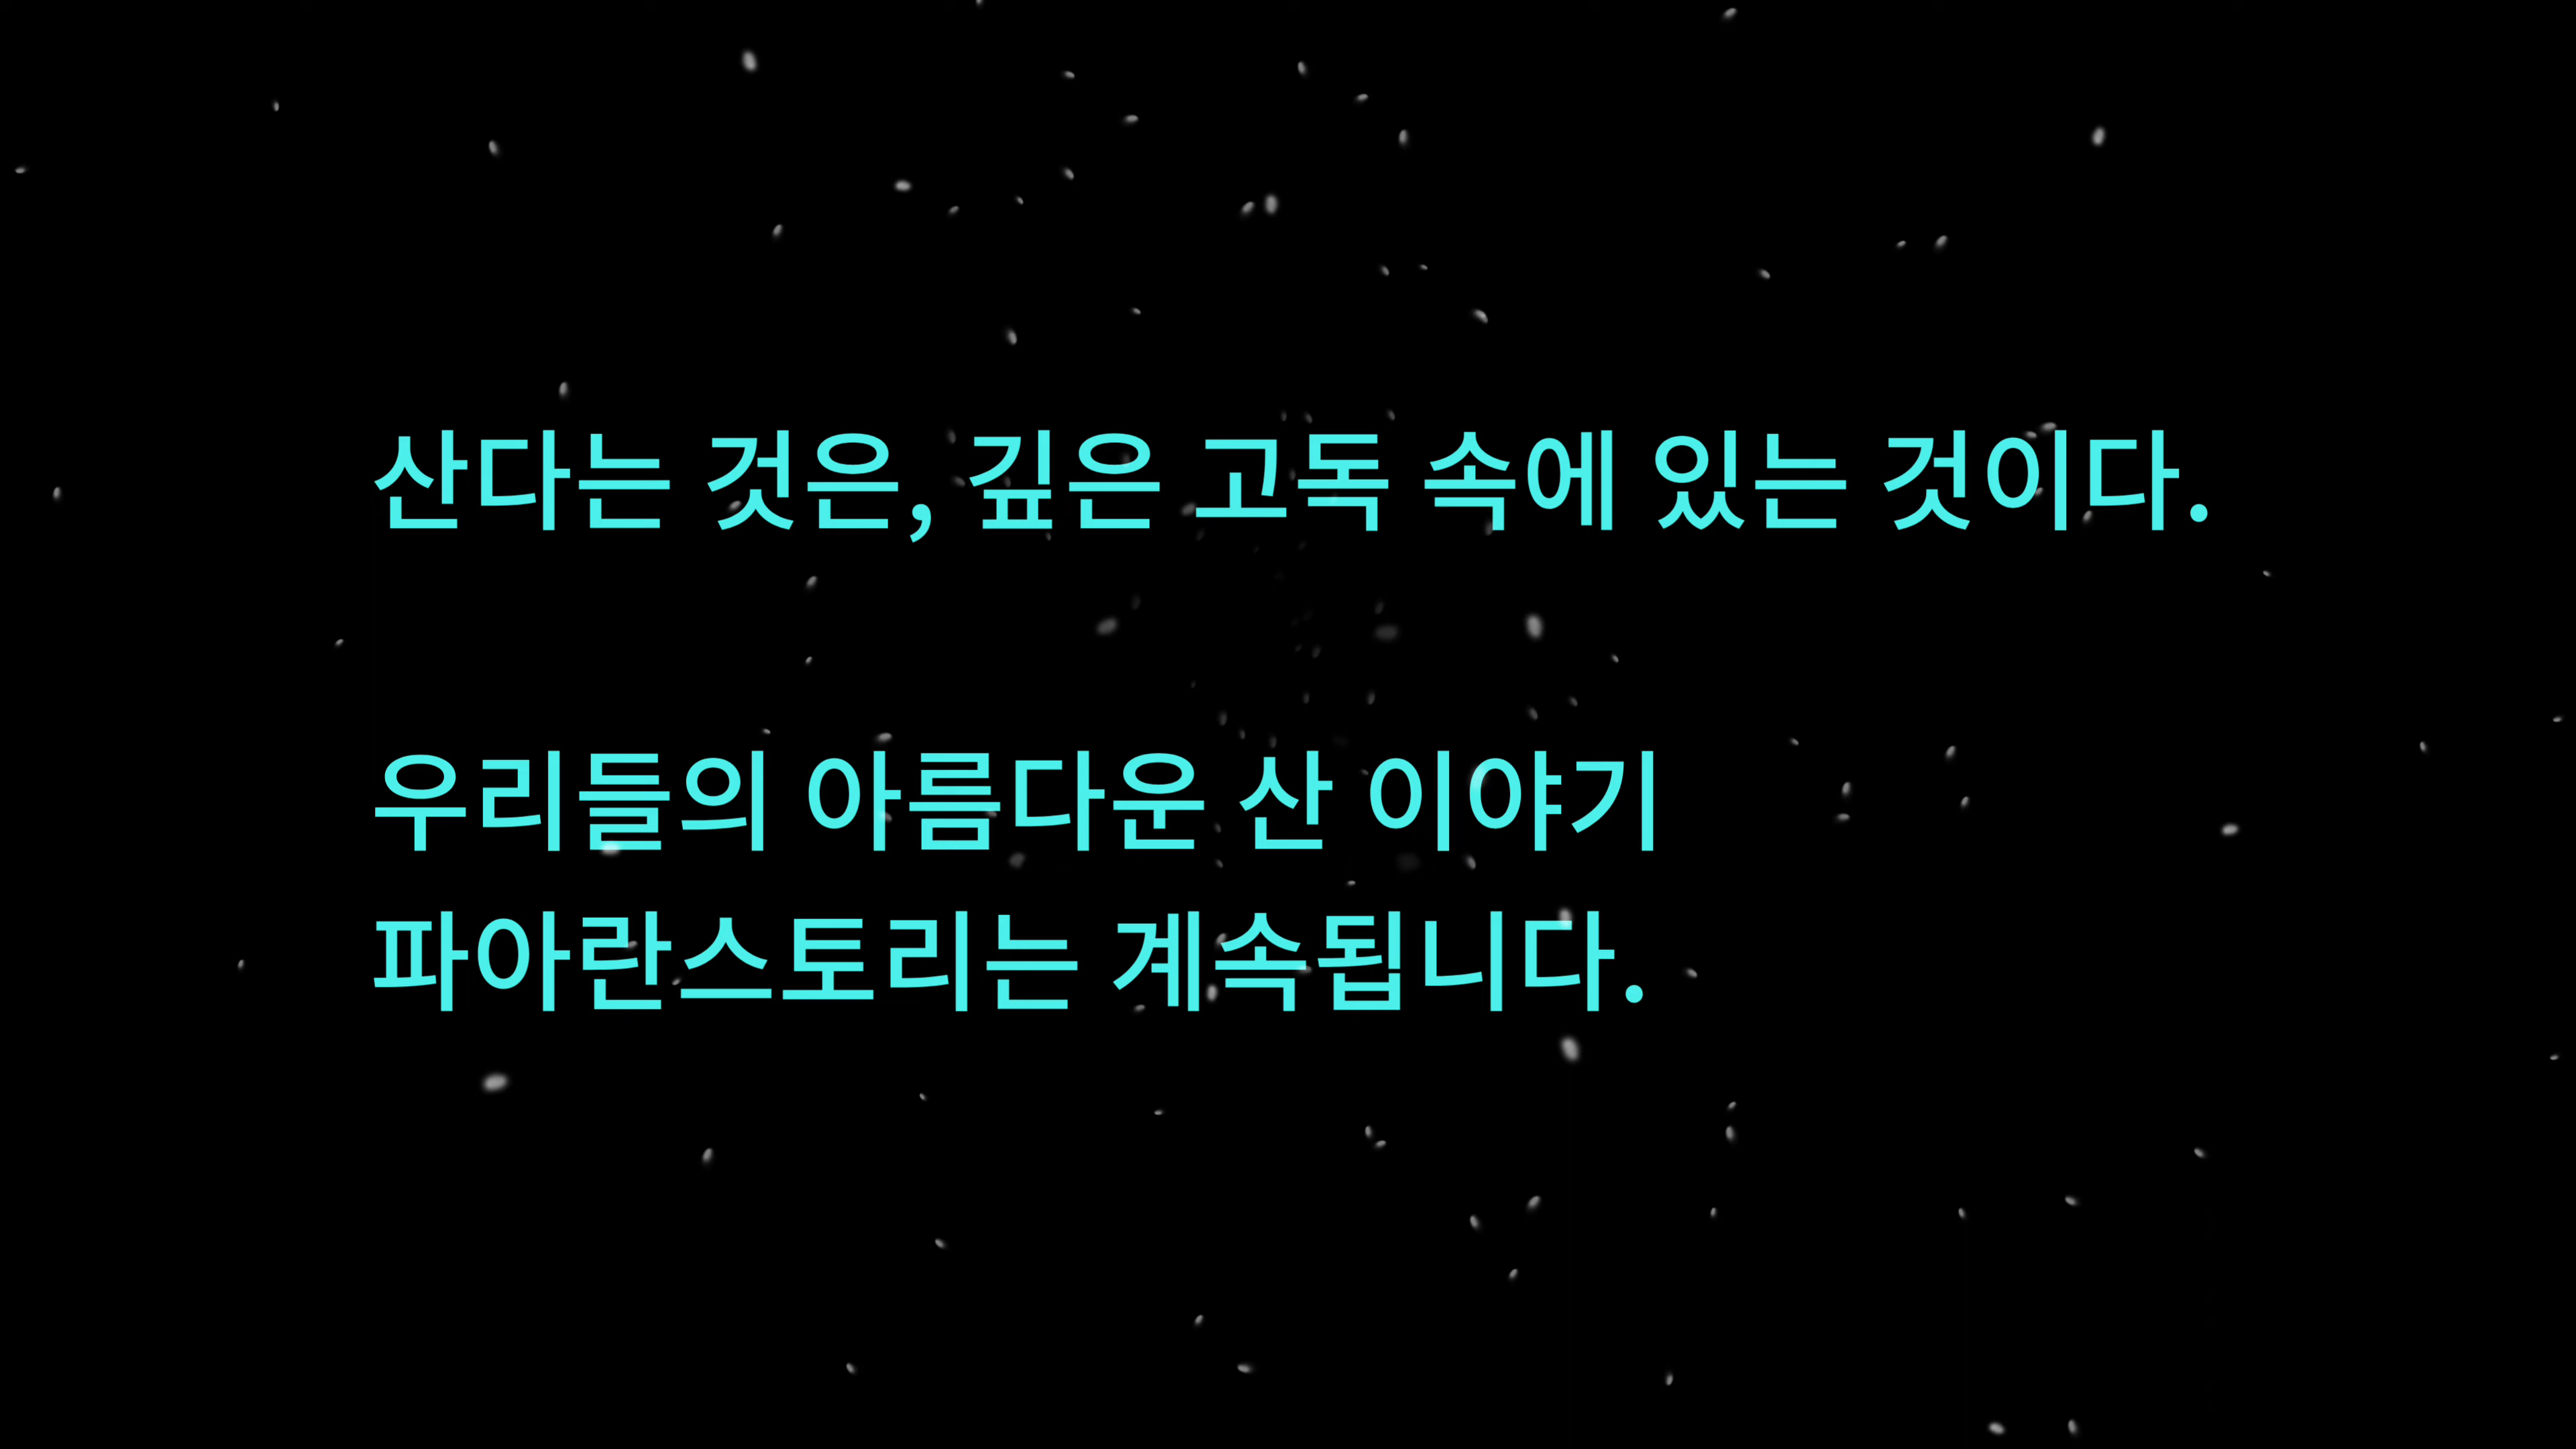 산다는 것은, 깊은 고독 속에 있는 것이다.
우리들의 아름다운 산 이야기
파아란스토리는 계속됩니다.